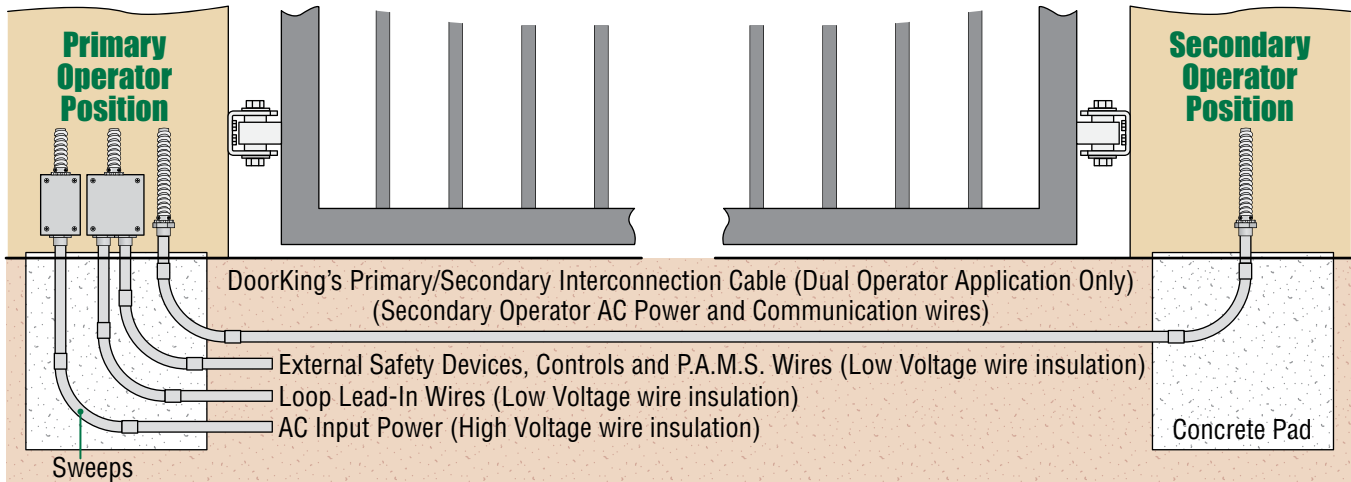 Primary
Operator
Position
Secondary
Operator
Position
DoorKing's Primary/Secondary Interconnection Cable (Dual Operator Application Only)
(Secondary Operator AC Power and Communication wires)
External Safety Devices, Controls and P.A.M.S. Wires (Low Voltage wire insulation)
Loop Lead-In Wires (Low Voltage wire insulation)
AC Input Power (High Voltage wire insulation)
Concrete Pad
Sweeps